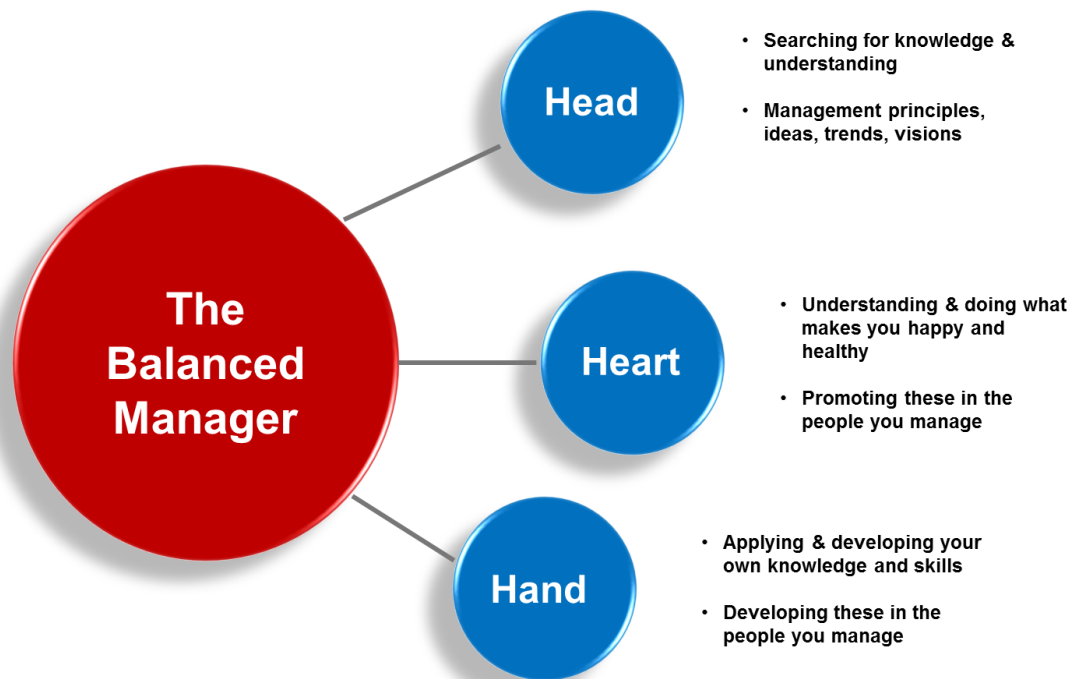 The
Balanced
Manager
Head
• Searching for knowledge &
understanding
• Management principles,
ideas, trends, visions
Heart
• Understanding & doing what
makes you happy and
healthy
• Promoting these in the
people you manage
Hand
• Applying & developing your
own knowledge and skills
• Developing these in the
people you manage